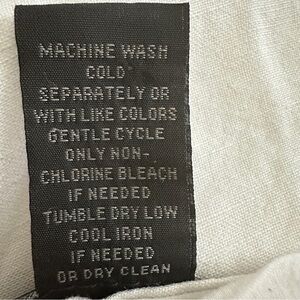 MACHINE WASH
COLD
SEPARATELY OR
WITH LIKE COLORS
GENTLE CYCLE
ONLY NON-
CHLORINE BLEACH
IF NEEDED
TUMBLE DRY LOW
COOL IRON
IF NEEDED
OR DRY CLEAN